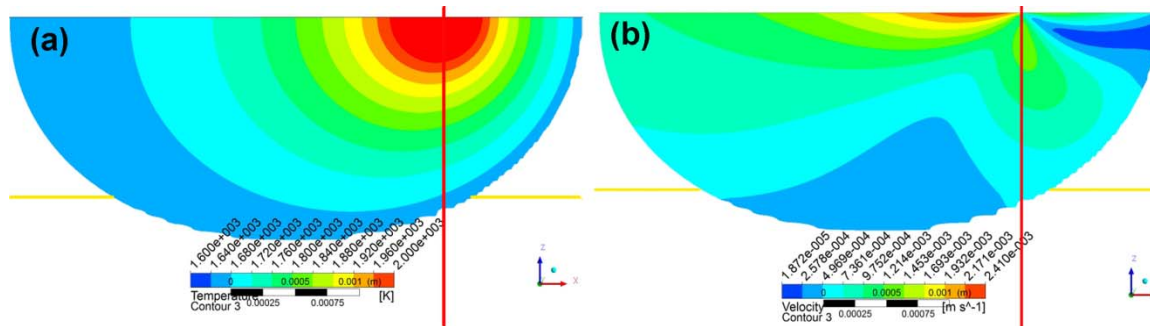 (a)
1.600e+003
1.640e+003
1.680e+003
1.720e+003
1.760e+003
1.800e+003
1.840e+003
1.880e+003
1.920e+003
1.960e+003
2.000e+003
0 0.0005 0.001 (m)
Temperature [K]
0.00025 0.00075
Contour 3
Z
X
(b)
1.872e-005
2.578e-004
4.969e-004
7.361e-004
9.752e-004
1.214e-003
1.453e-003
1.693e-003
1.932e-003
2.171e-003
2.410e-003
0 0.0005 0.001 (m)
Velocity [m s^-1]
0.00025 0.00075
Contour 3
Z
X